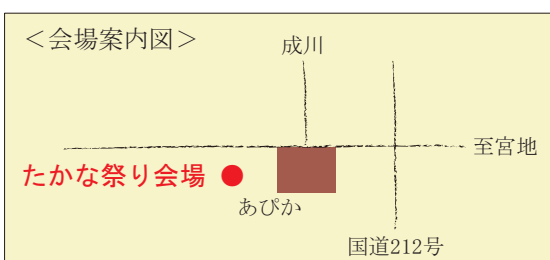 ＜会場案内図＞
成川
至宮地
たかな祭り会場
あぴか
国道212号